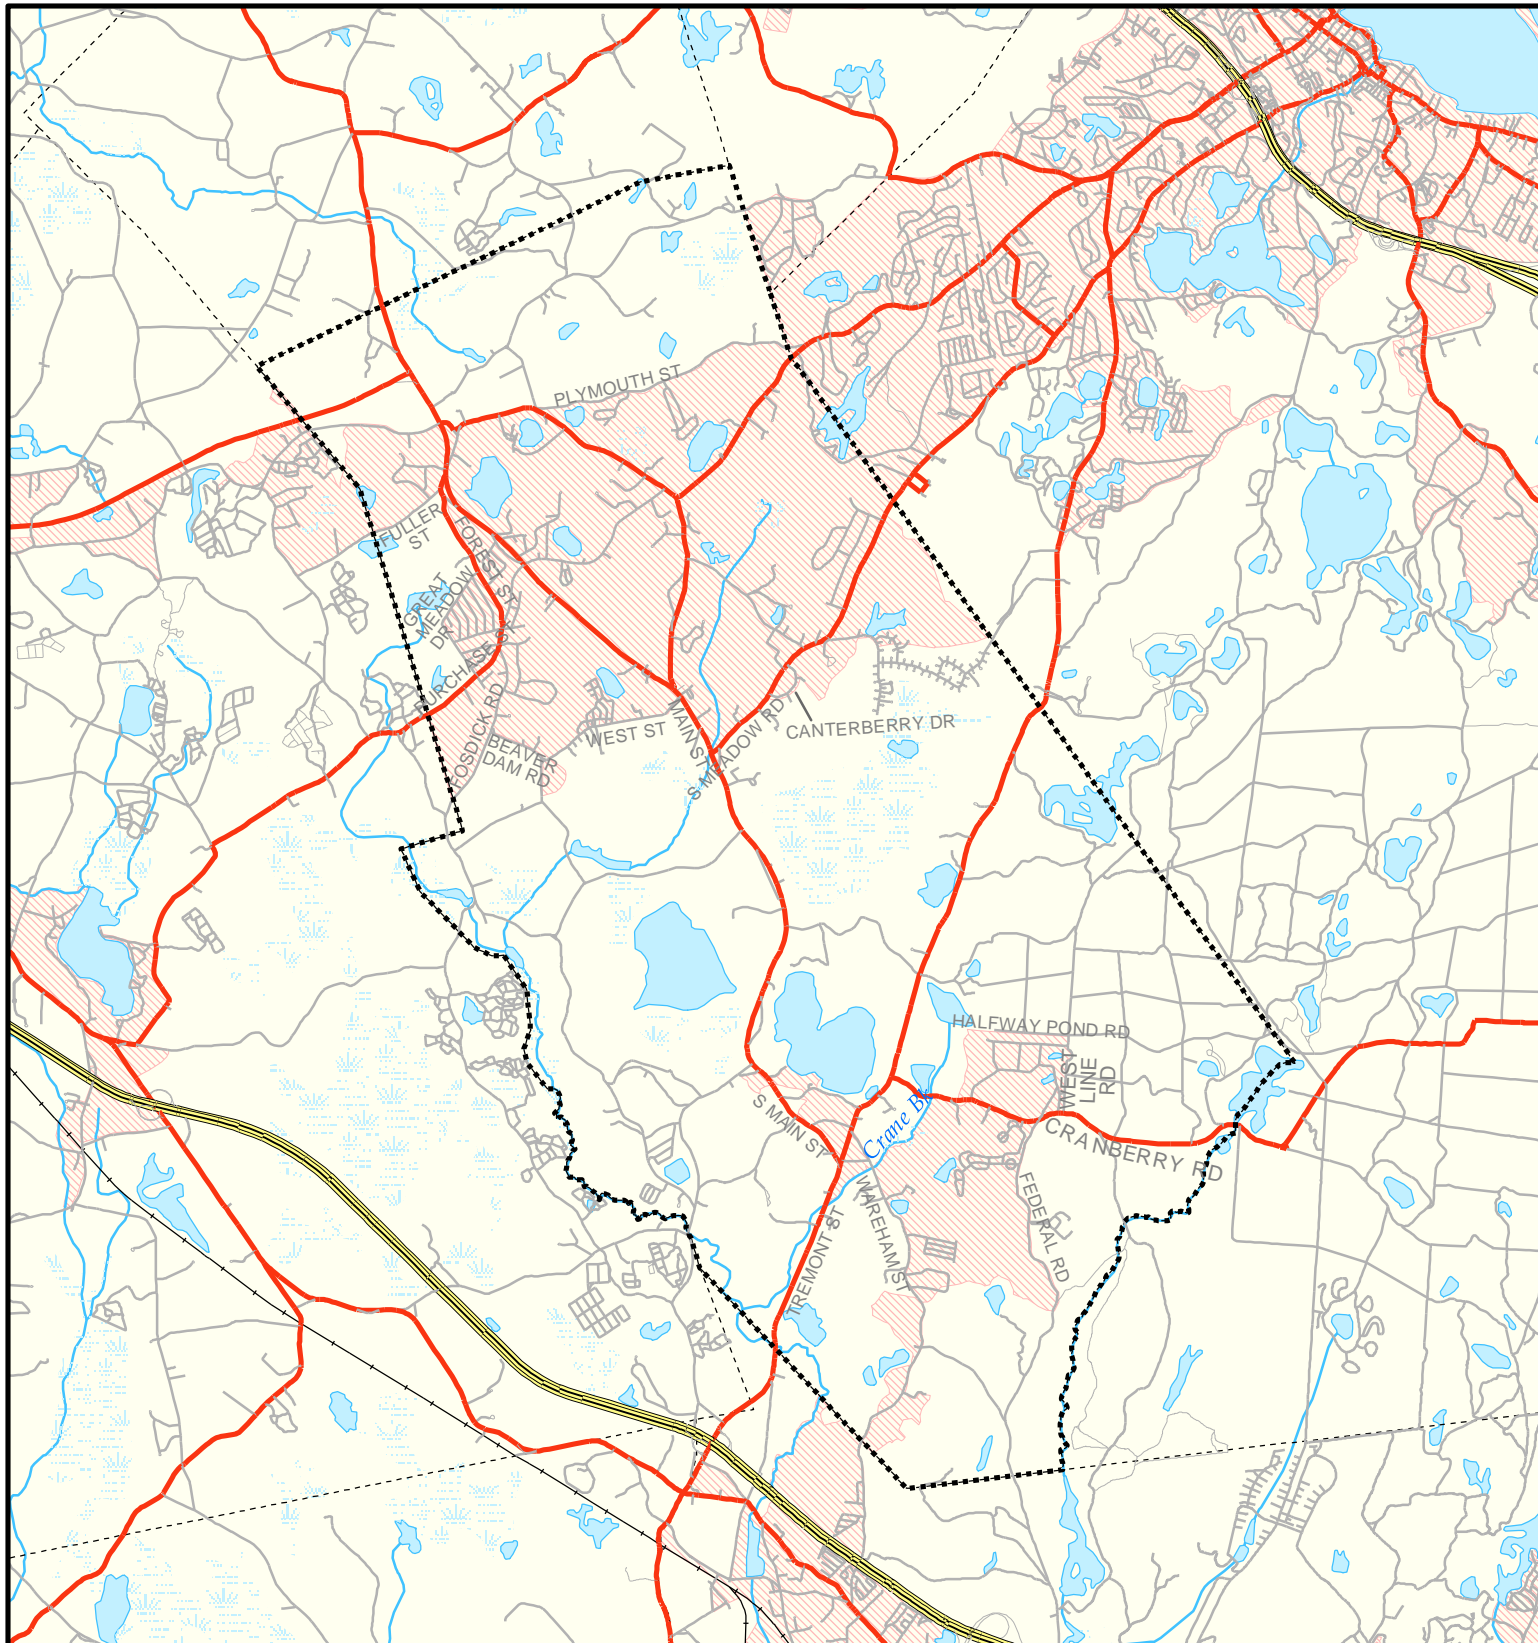 PLYMOUTH ST
FULLER
ST
FOREST ST
GREAT
MEADOW
DR
PURCHASE ST
FOSDICK RD
BEAVER
DAM RD
WEST ST
MAIN ST
S MEADOW RD
CANTERBERRY DR
HALFWAY POND RD
WEST
LINE
RD
Crane Bk
S MAIN ST
CRANBERRY RD
WAREHAM ST
FEDERAL RD
TREMONT ST